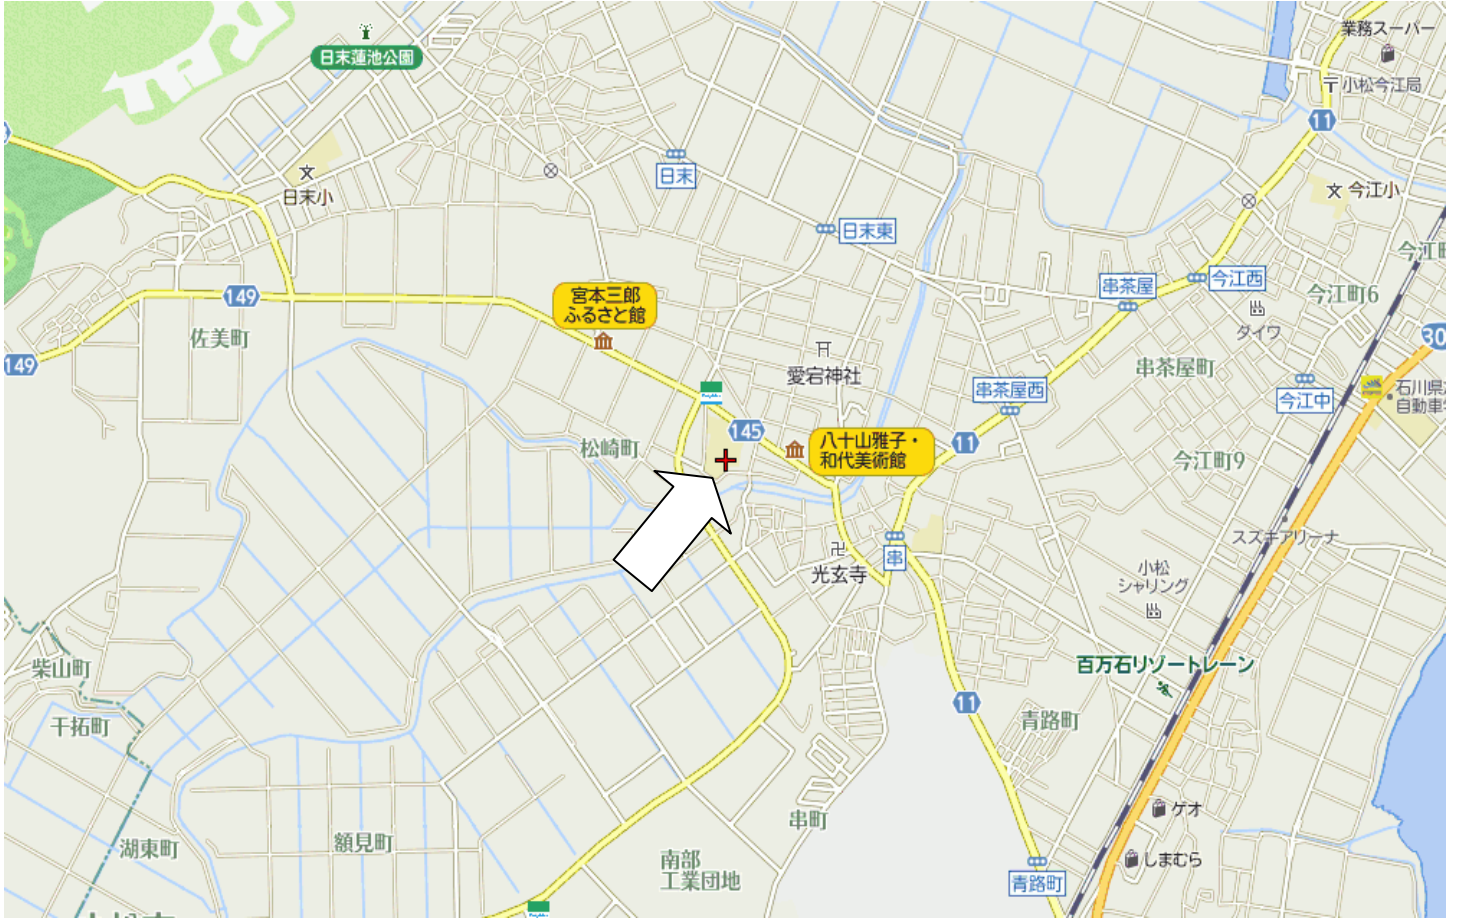 業務スーパー
日末蓮池公園
小松今江局
11
日末小
日末
今江小
日末東
串茶屋
今江西
今江町6
149
宮本三郎
ふるさと館
ダイワ
佐美町
30
149
愛宕神社
串茶屋町
串茶屋西
今江中
石川県
自動車
145
11
松崎町
八十山雅子・
和代美術館
今江町9
スズキアリーナ
串
光玄寺
小松
シャリング
百万石リゾートレーン
柴山町
干拓町
11
青路町
ゲオ
串町
湖東町
額見町
南部
工業団地
しまむら
青路町